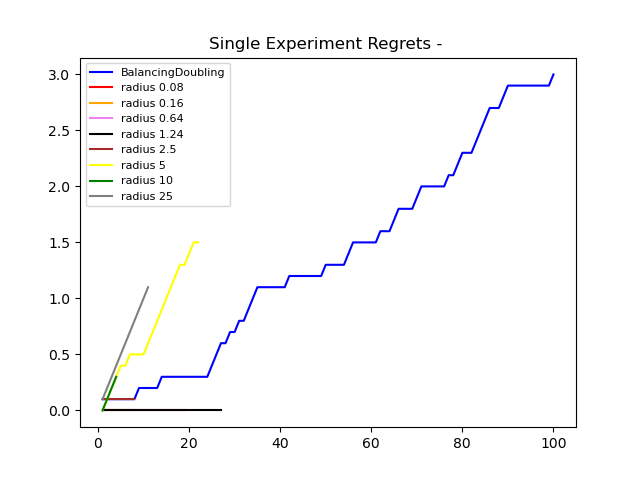 Single Experiment Regrets -
BalancingDoubling
radius 0.08
radius 0.16
radius 0.64
radius 1.24
radius 2.5
radius 5
radius 10
radius 25
3.0
2.5
2.0
1.5
1.0
0.5
0.0
0 20 40 60 80 100